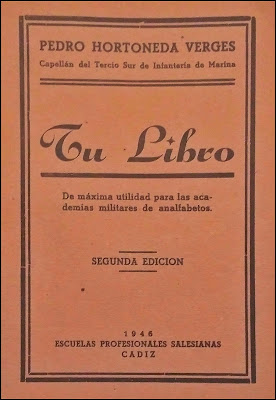 PEDRO HORTONEDA VERGES
Capellán del Tercio Sur de Infantería de Marina
Tu Libro
De máxima utilidad para las aca-
demias militares de analfabetos.
SEGUNDA EDICION
1946
ESCUELAS PROFESIONALES SALESIANAS
CADIZ